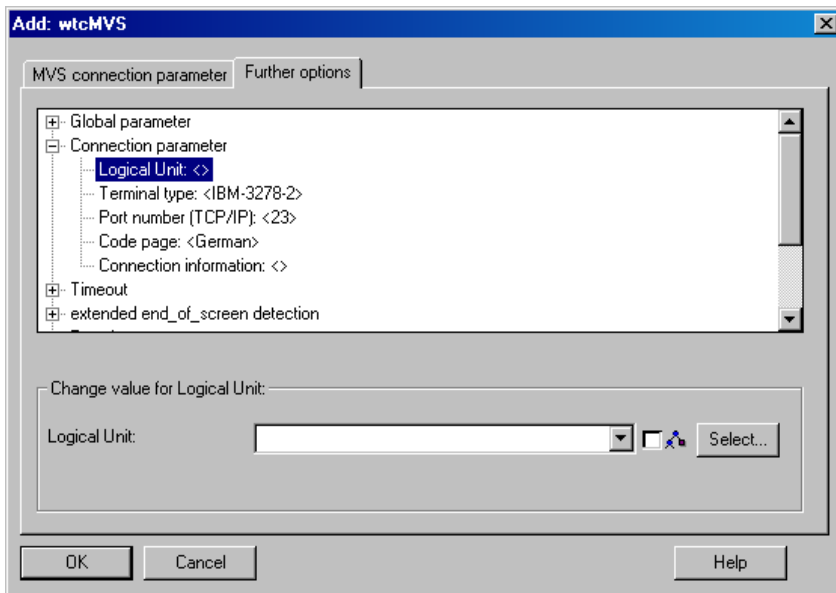 Add: wtcMVS
MVS connection parameter Further options
Global parameter
Connection parameter
Logical Unit: <>
Terminal type: <IBM-3278-2>
Port number (TCP/IP): <23>
Code page: <German>
Connection information: <>
Timeout
extended end_of_screen detection
Change value for Logical Unit:
Logical Unit: Select...
OK Cancel Help